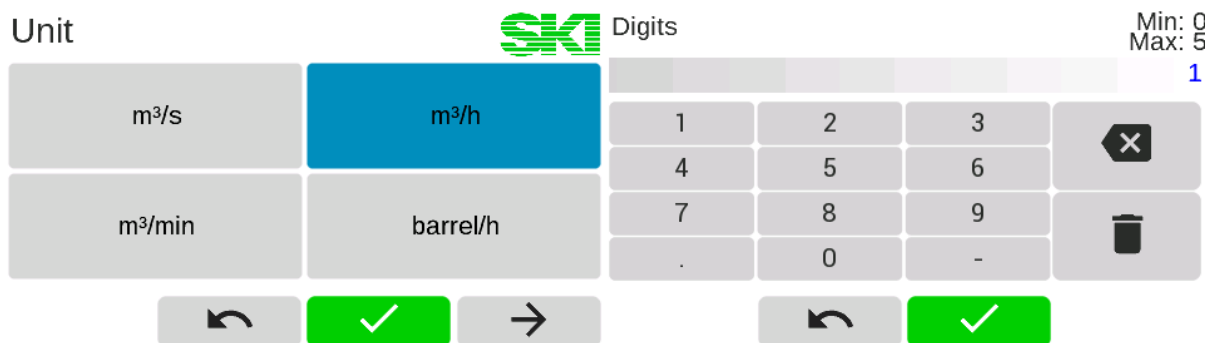 Unit
SKI
m³/s
m³/h
m³/min
barrel/h
Digits
Min: 0
Max: 5
1
1 2 3
4 5 6
7 8 9
. 0 -